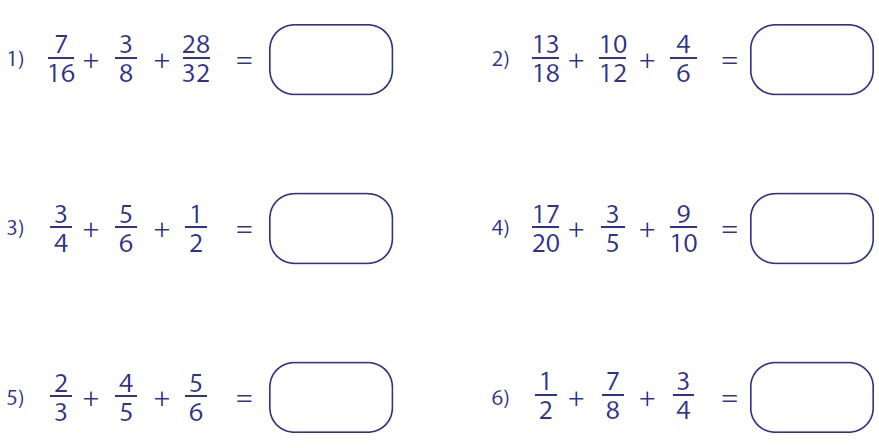 1) 7/16 + 3/8 + 28/32 =
2) 13/18 + 10/12 + 4/6 =
3) 3/4 + 5/6 + 1/2 =
4) 17/20 + 3/5 + 9/10 =
5) 2/3 + 4/5 + 5/6 =
6) 1/2 + 7/8 + 3/4 =